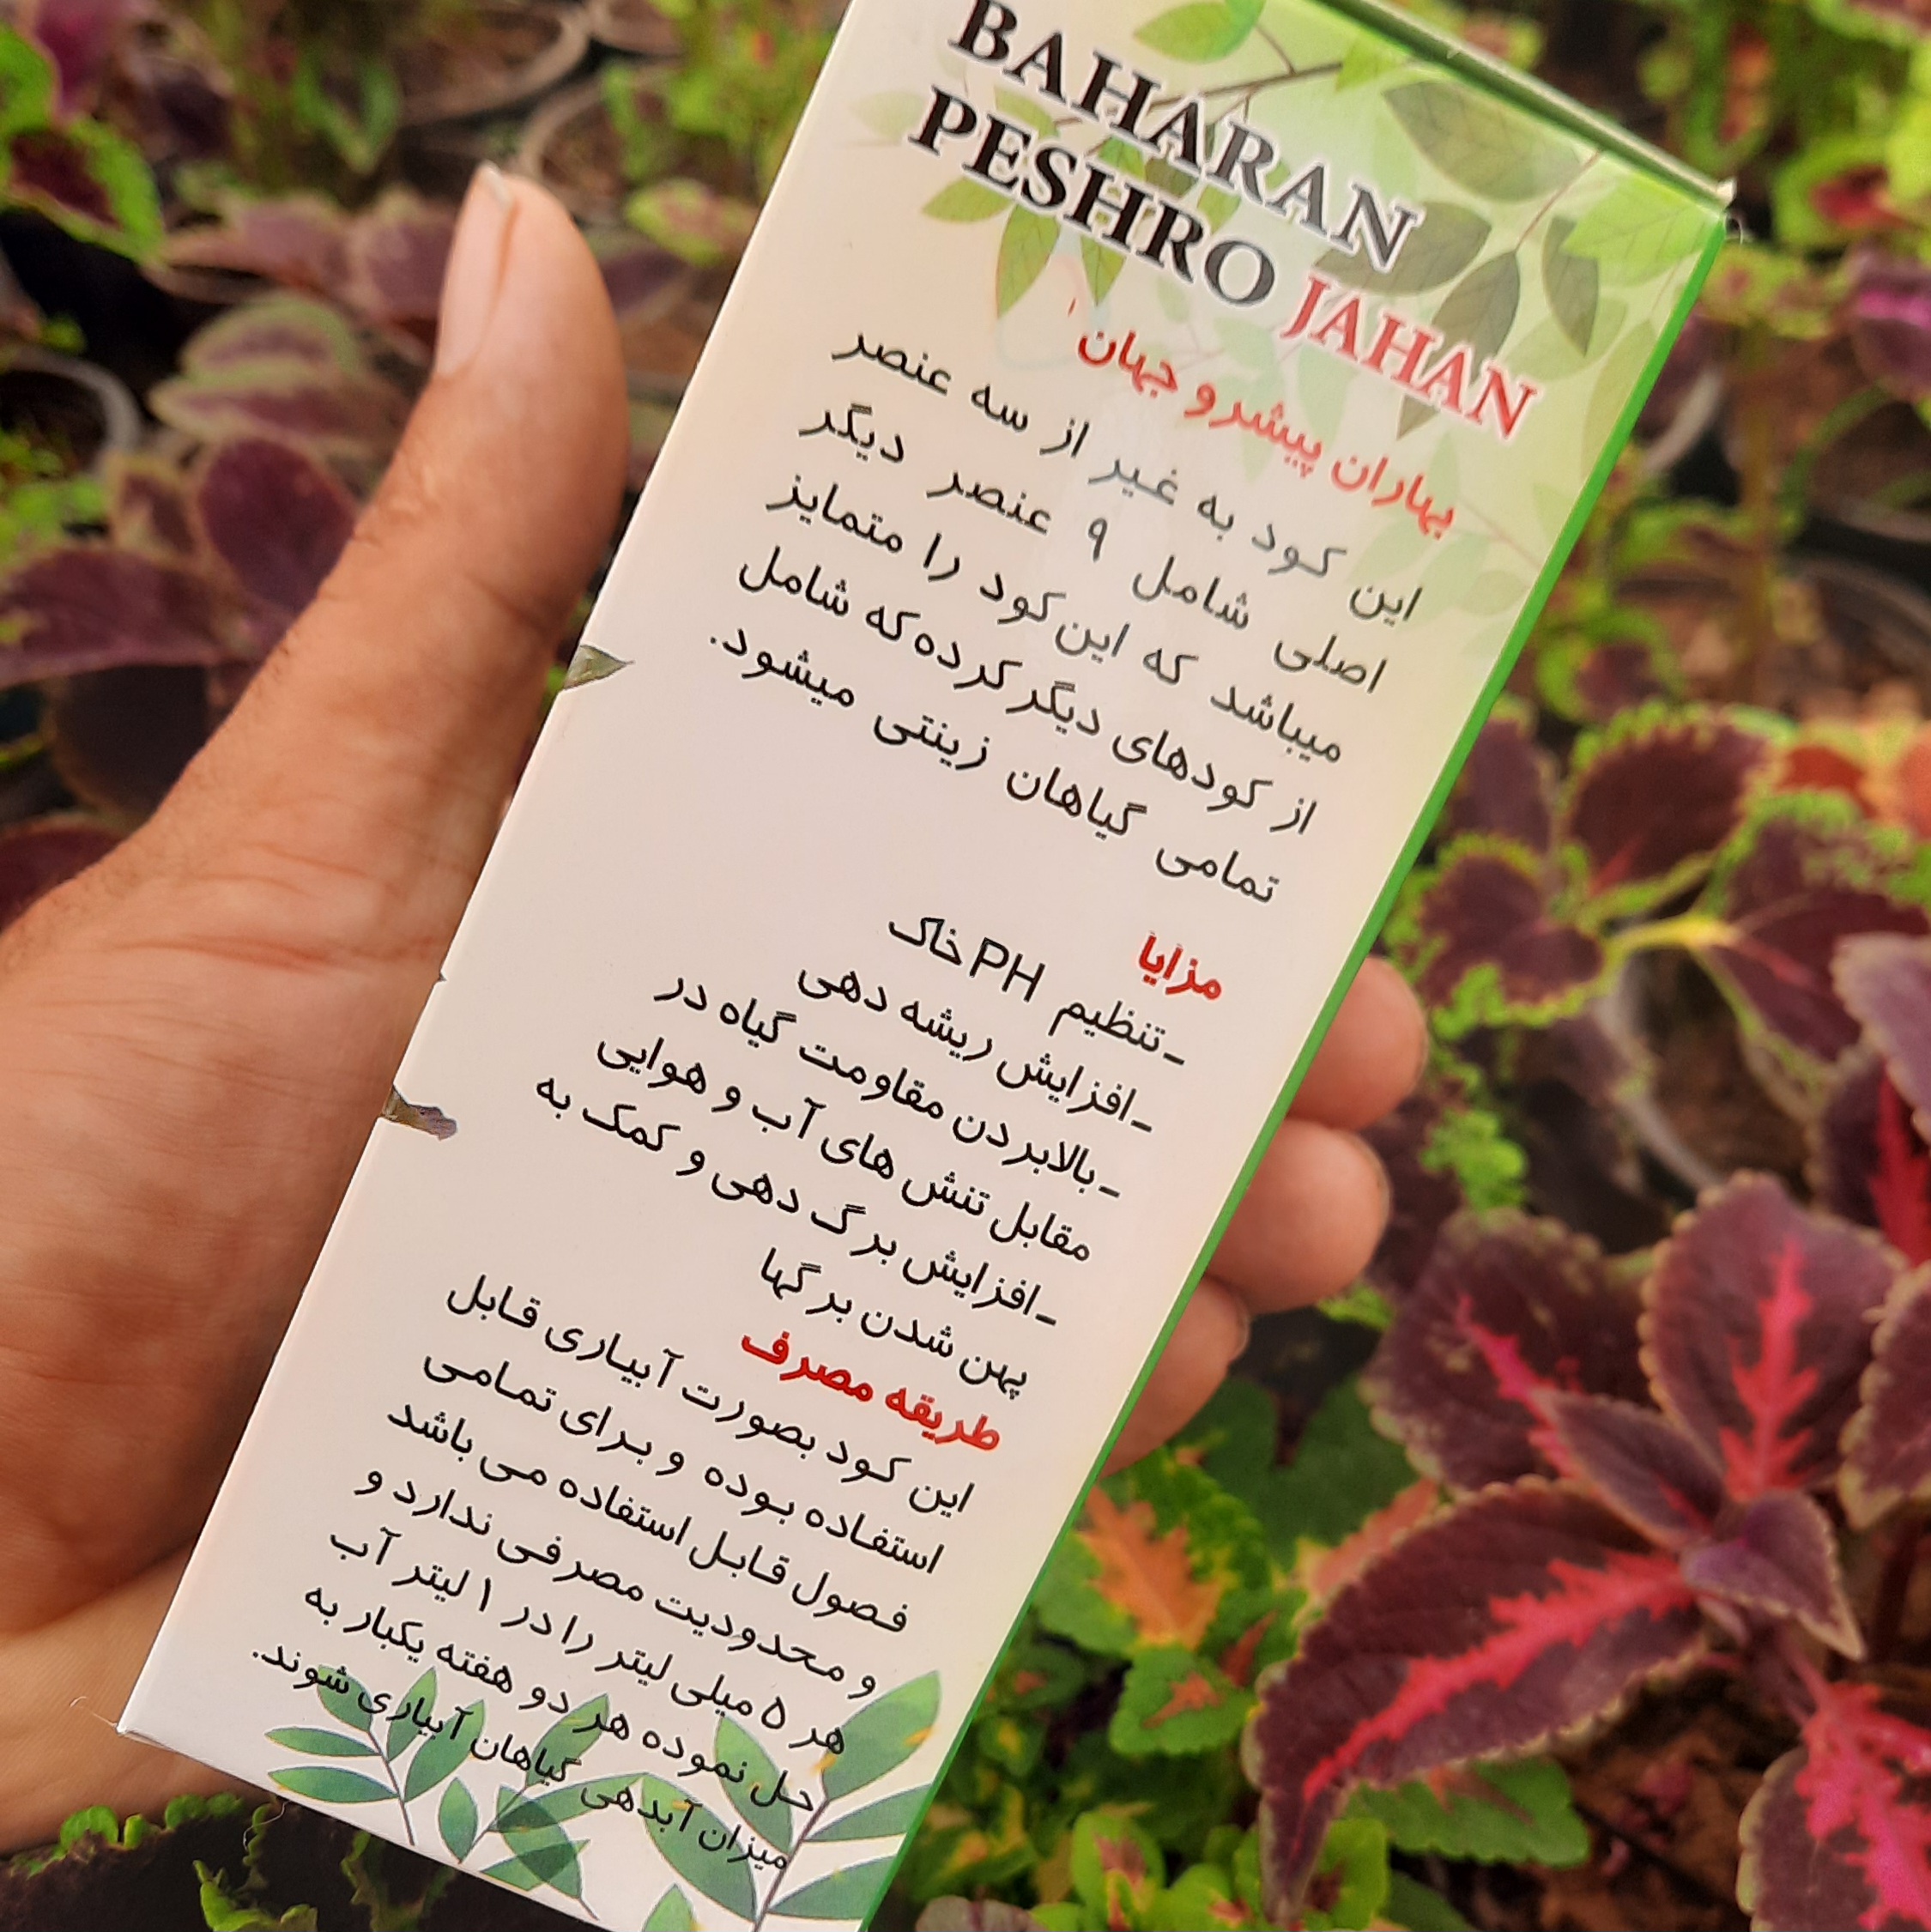 BAHARAN
PESHRO JAHAN
بهاران پیشرو جهان
این کود به غیر از سه عنصر
اصلی شامل ۹ عنصر دیگر
میباشد که این کود را متمایز
از کودهای دیگر کرده که شامل
تمامی گیاهان زینتی میشود.
مزایا
-تنظیم PH خاک
-افزایش ریشه دهی
-بالابردن مقاومت گیاه در
مقابل تنش های آب و هوایی
-افزایش برگ دهی و کمک به
پهن شدن برگها
طریقه مصرف
این کود بصورت آبیاری قابل
استفاده بوده و برای تمامی
فصول قابل استفاده می باشد
و محدودیت مصرفی ندارد و
هر ۵ میلی لیتر را در ۱ لیتر آب
حل نموده هر دو هفته یکبار به
میزان آبدهی گیاهان آبیاری شوند.